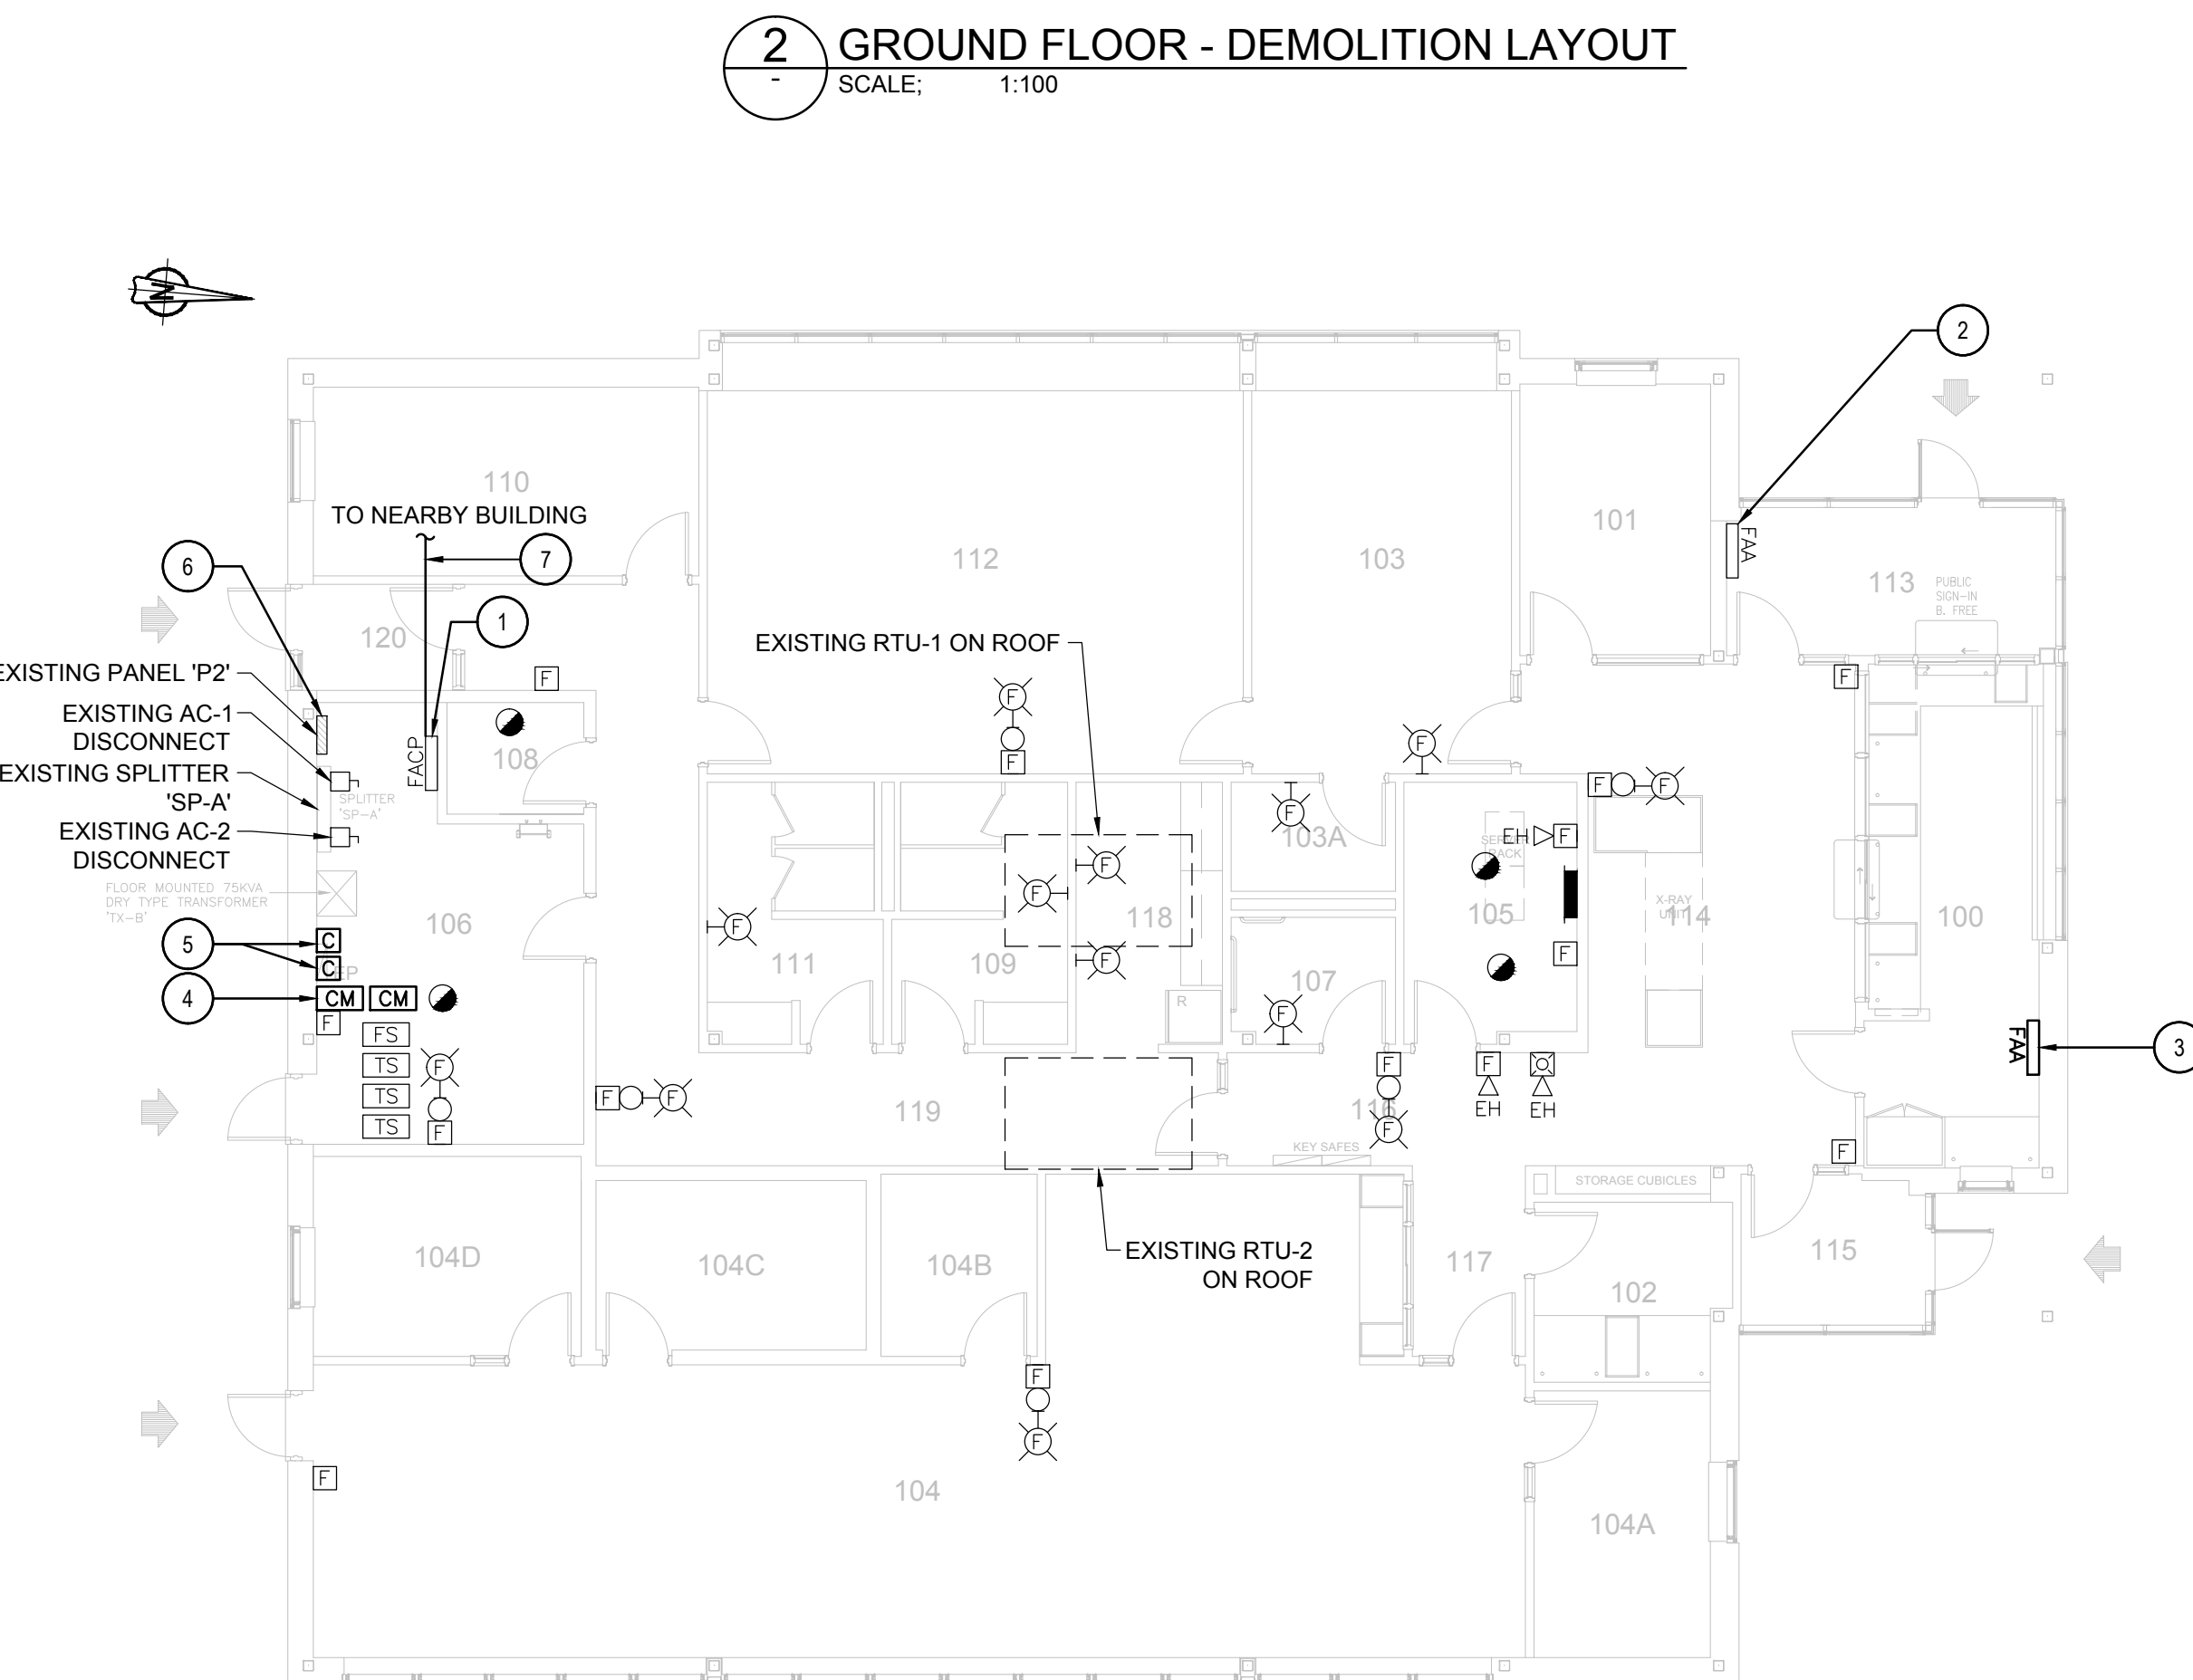 2
-
GROUND FLOOR - DEMOLITION LAYOUT
SCALE; 1:100
N
2
110
TO NEARBY BUILDING
7
6
1
120
112
103
101
FAA
113
PUBLIC
SIGN-IN
B. FREE
EXISTING RTU-1 ON ROOF
EXISTING PANEL 'P2'
F
F
F
EXISTING AC-1
DISCONNECT
FACP
108
F
F
F
EXISTING SPLITTER
'SP-A'
SPLITTER
'SP-A'
F
F
F
EXISTING AC-2
DISCONNECT
103A
EH
F
SERVER
RACK
FLOOR MOUNTED 75KVA
DRY TYPE TRANSFORMER
'TX-B'
106
F
F
F
118
105
X-RAY
UNIT
114
100
5
C
C
EP
111
109
F
107
F
4
CM
CM
R
F
F
FS
TS
TS
TS
F
F
F
F
119
F
F
116
F
EH
EH
FAA
3
KEY SAFES
F
STORAGE CUBICLES
104D
104C
104B
EXISTING RTU-2
ON ROOF
117
102
115
F
F
F
104
104A